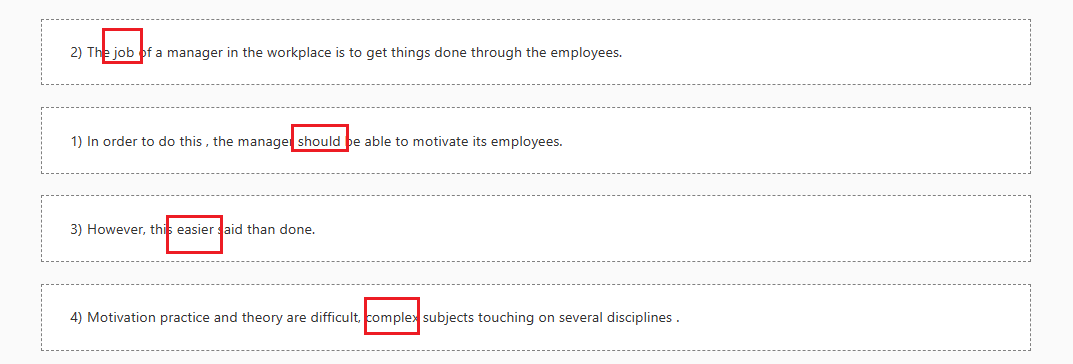 2) The job of a manager in the workplace is to get things done through the employees.
1) In order to do this , the manager should be able to motivate its employees.
3) However, this easier said than done.
4) Motivation practice and theory are difficult, complex subjects touching on several disciplines .